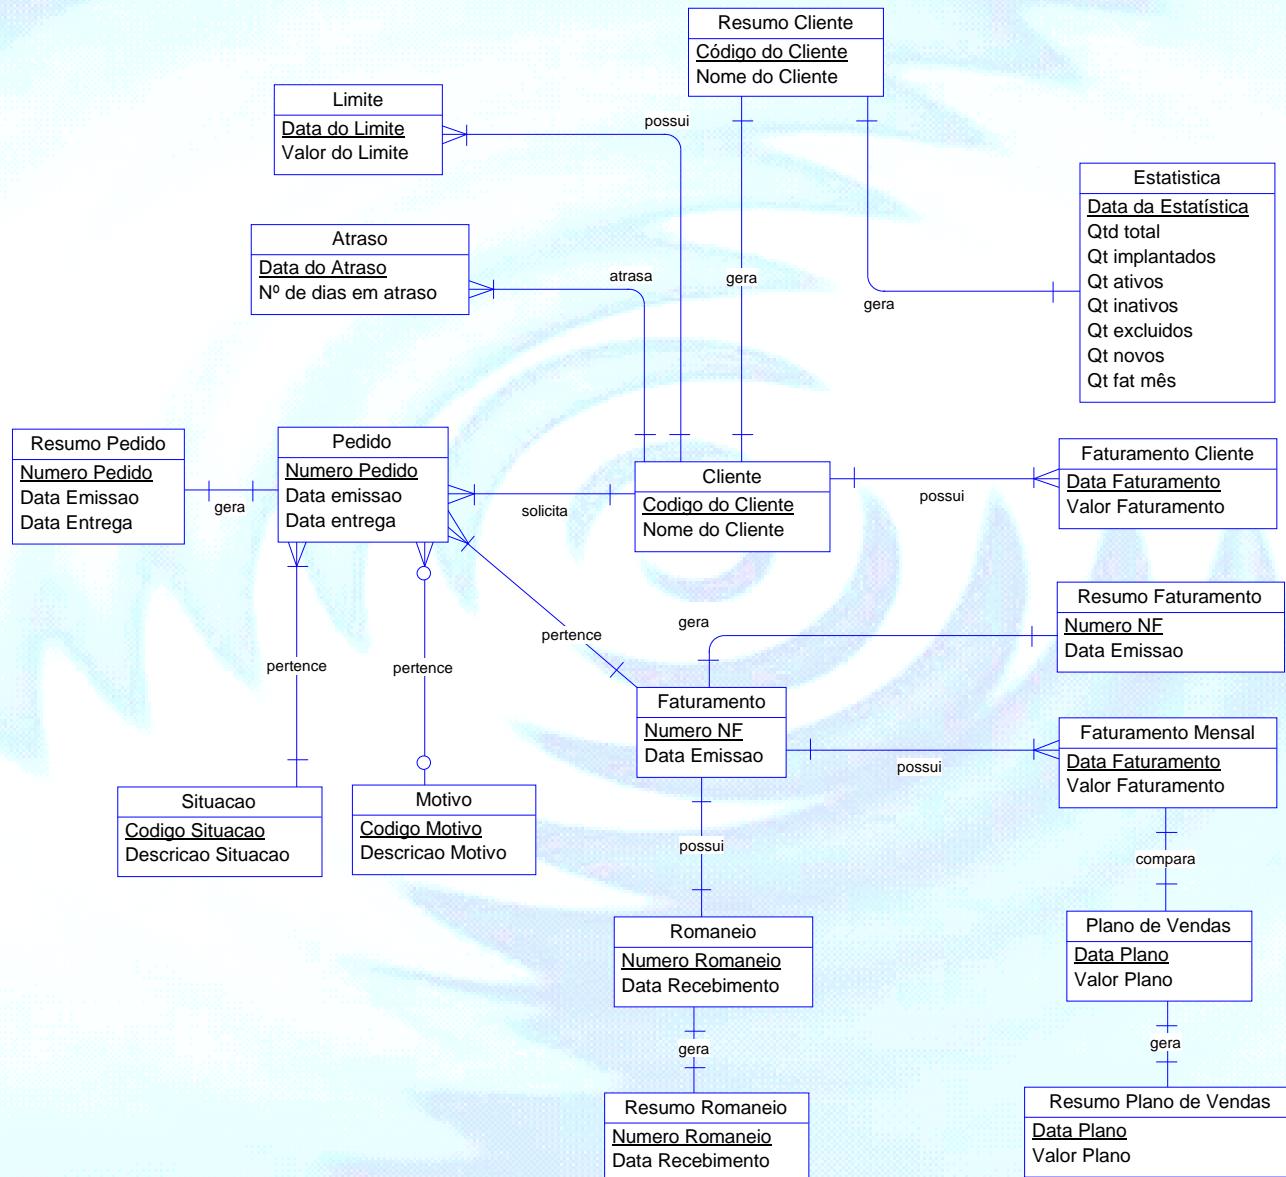 Resumo Cliente
Código do Cliente
Nome do Cliente
Limite
Data do Limite
Valor do Limite
possui
Estatistica
Data da Estatística
Qtd total
Qt implantados
Qt ativos
Qt inativos
Qt excluidos
Qt novos
Qt fat mês
Atraso
Data do Atraso
Nº de dias em atraso
atrasa
gera
gera
Resumo Pedido
Numero Pedido
Data Emissao
Data Entrega
gera
Pedido
Numero Pedido
Data emissao
Data entrega
solicita
Cliente
Codigo do Cliente
Nome do Cliente
possui
Faturamento Cliente
Data Faturamento
Valor Faturamento
Resumo Faturamento
Numero NF
Data Emissao
gera
pertence
pertence
pertence
Faturamento
Numero NF
Data Emissao
possui
Faturamento Mensal
Data Faturamento
Valor Faturamento
Situacao
Codigo Situacao
Descricao Situacao
Motivo
Codigo Motivo
Descricao Motivo
possui
compara
Romaneio
Numero Romaneio
Data Recebimento
Plano de Vendas
Data Plano
Valor Plano
gera
gera
Resumo Romaneio
Numero Romaneio
Data Recebimento
Resumo Plano de Vendas
Data Plano
Valor Plano